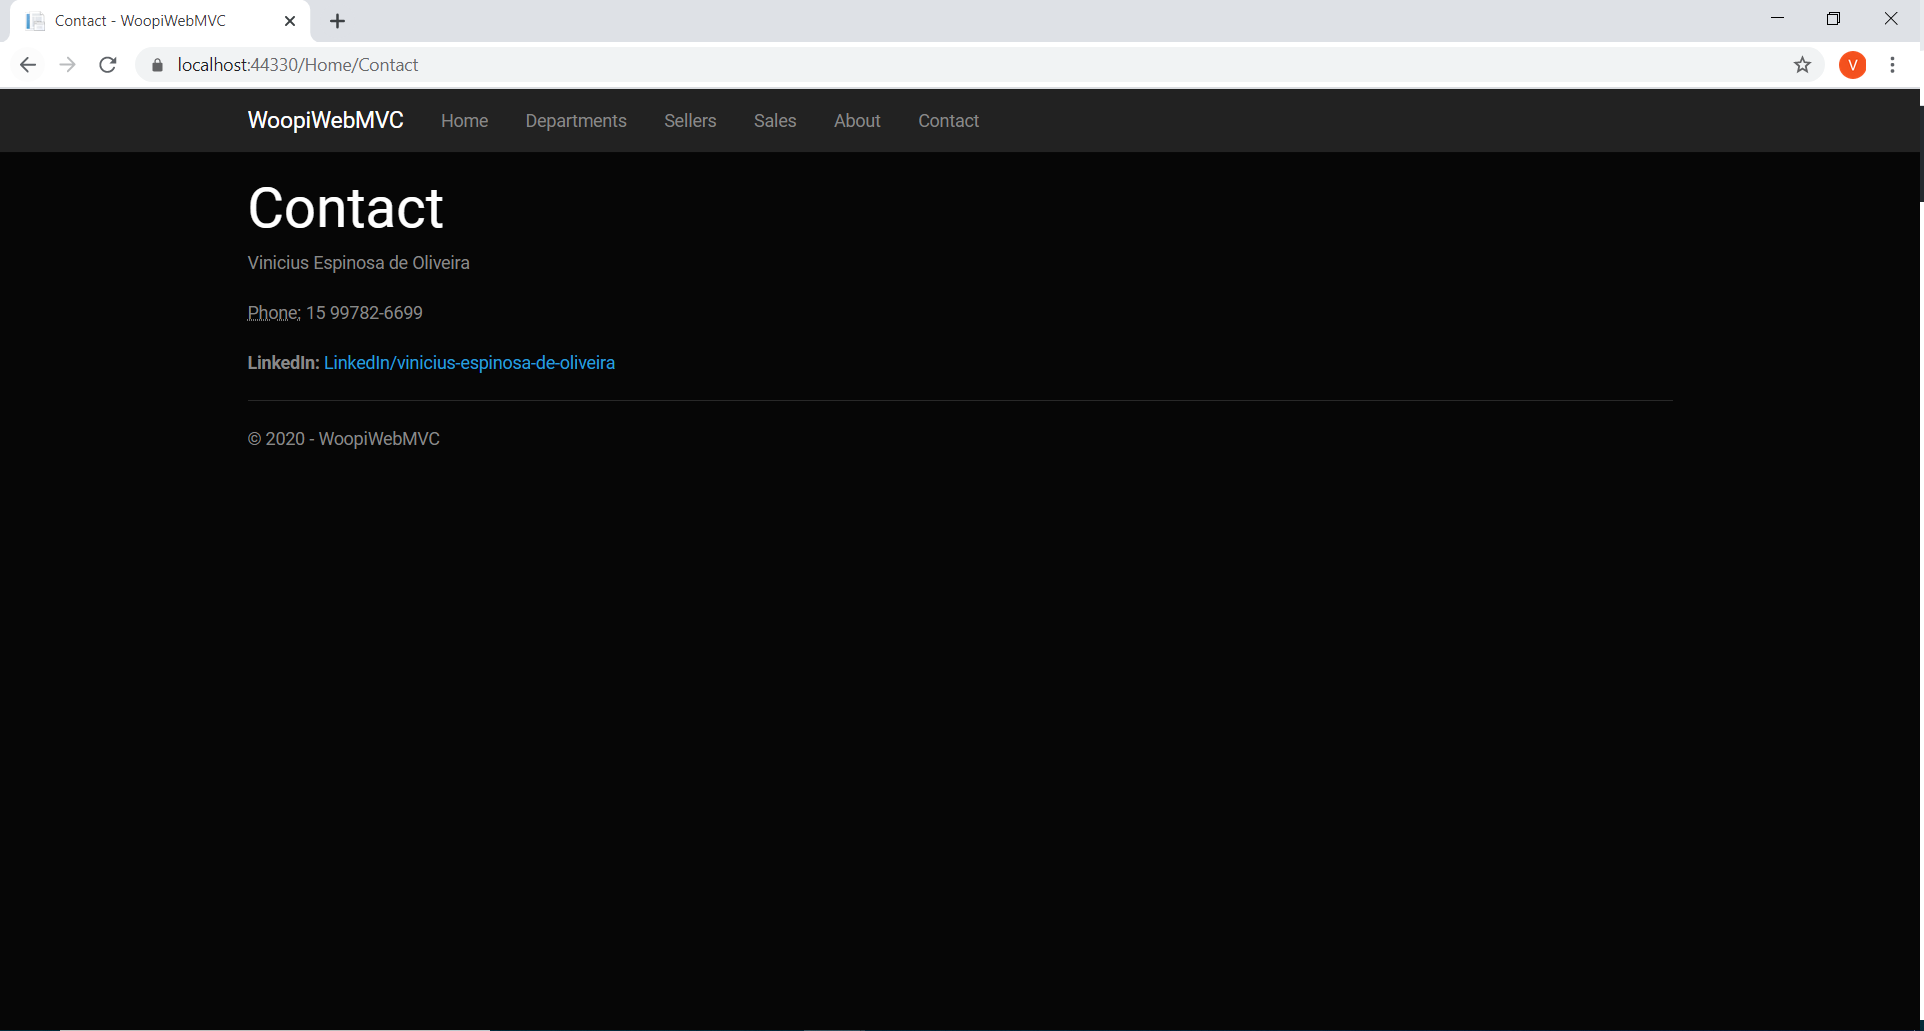 Contact - WoopiWebMVC
localhost:44330/Home/Contact
V
WoopiWebMVC Home Departments Sellers Sales About Contact
Contact
Vinicius Espinosa de Oliveira
Phone: 15 99782-6699
LinkedIn: LinkedIn/vinicius-espinosa-de-oliveira
© 2020 - WoopiWebMVC